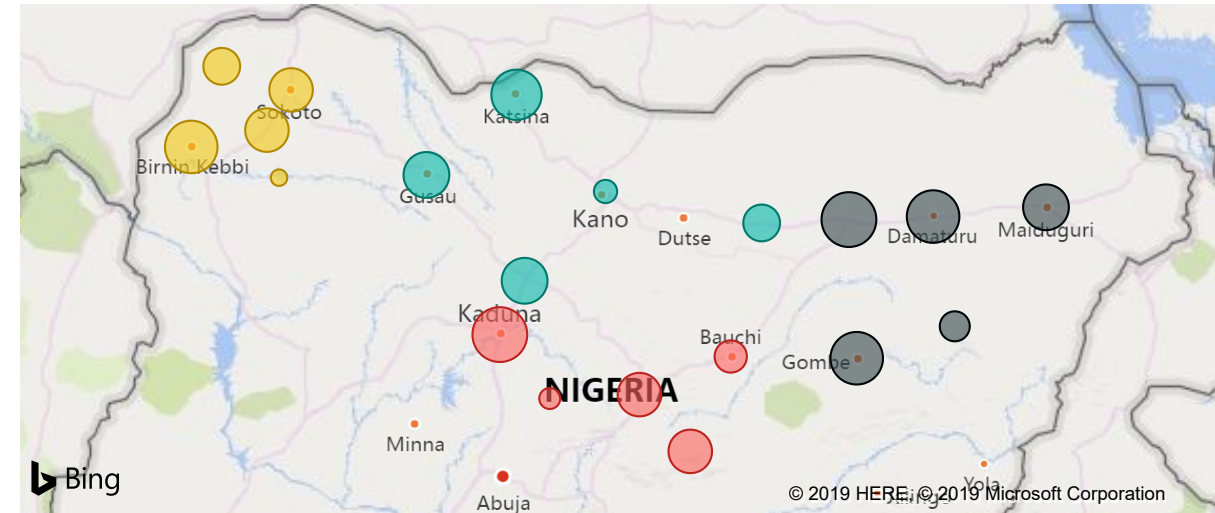 Sokoto
Katsina
Birnin Kebbi
Gusau
Kano
Dutse
Damaturu
Maiduguri
Kaduna
Bauchi
Gombe
NIGERIA
Minna
Bing
Abuja
Yola
© 2019 HERE, © 2019 Microsoft Corporation